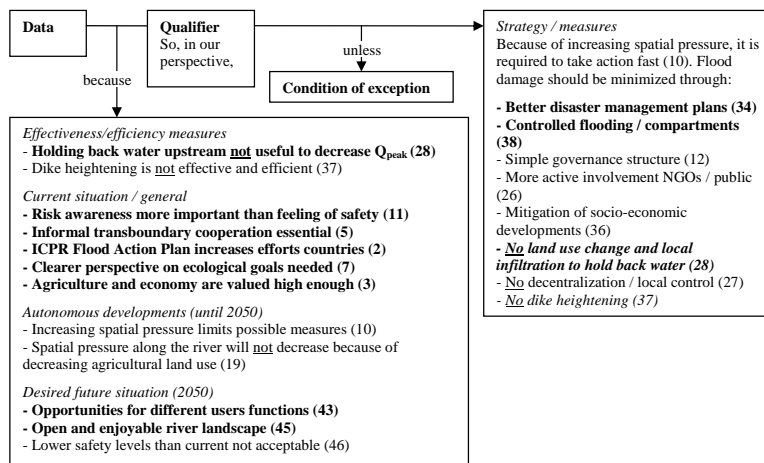 Data
Qualifier
So, in our
perspective,
because
unless
Condition of exception
Effectiveness/efficiency measures
- Holding back water upstream not useful to decrease Qpeak (28)
- Dike heightening is not effective and efficient (37)
Current situation / general
- Risk awareness more important than feeling of safety (11)
- Informal transboundary cooperation essential (5)
- ICPR Flood Action Plan increases efforts countries (2)
- Clearer perspective on ecological goals needed (7)
- Agriculture and economy are valued high enough (3)
Autonomous developments (until 2050)
- Increasing spatial pressure limits possible measures (10)
- Spatial pressure along the river will not decrease because of
decreasing agricultural land use (19)
Desired future situation (2050)
- Opportunities for different users functions (43)
- Open and enjoyable river landscape (45)
- Lower safety levels than current not acceptable (46)
Strategy / measures
Because of increasing spatial pressure, it is
required to take action fast (10). Flood
damage should be minimized through:
- Better disaster management plans (34)
- Controlled flooding / compartments
(38)
- Simple governance structure (12)
- More active involvement NGOs / public
(26)
- Mitigation of socio-economic
developments (36)
- No land use change and local
infiltration to hold back water (28)
- No decentralization / local control (27)
- No dike heightening (37)